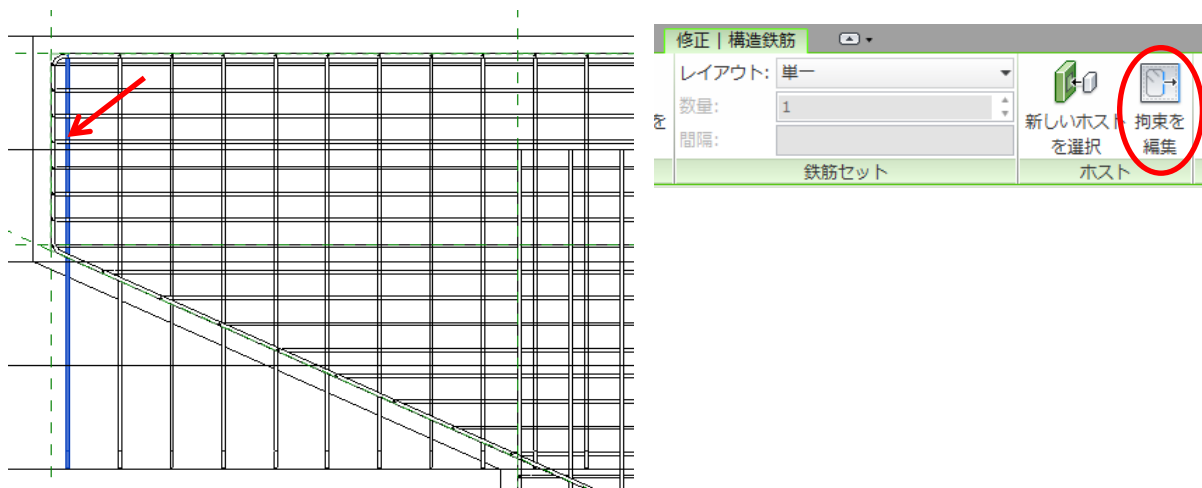 修正 | 構造鉄筋
レイアウト: 単一
数量: 1
間隔:
を
鉄筋セット
新しいホスト
を選択
拘束を
編集
ホスト